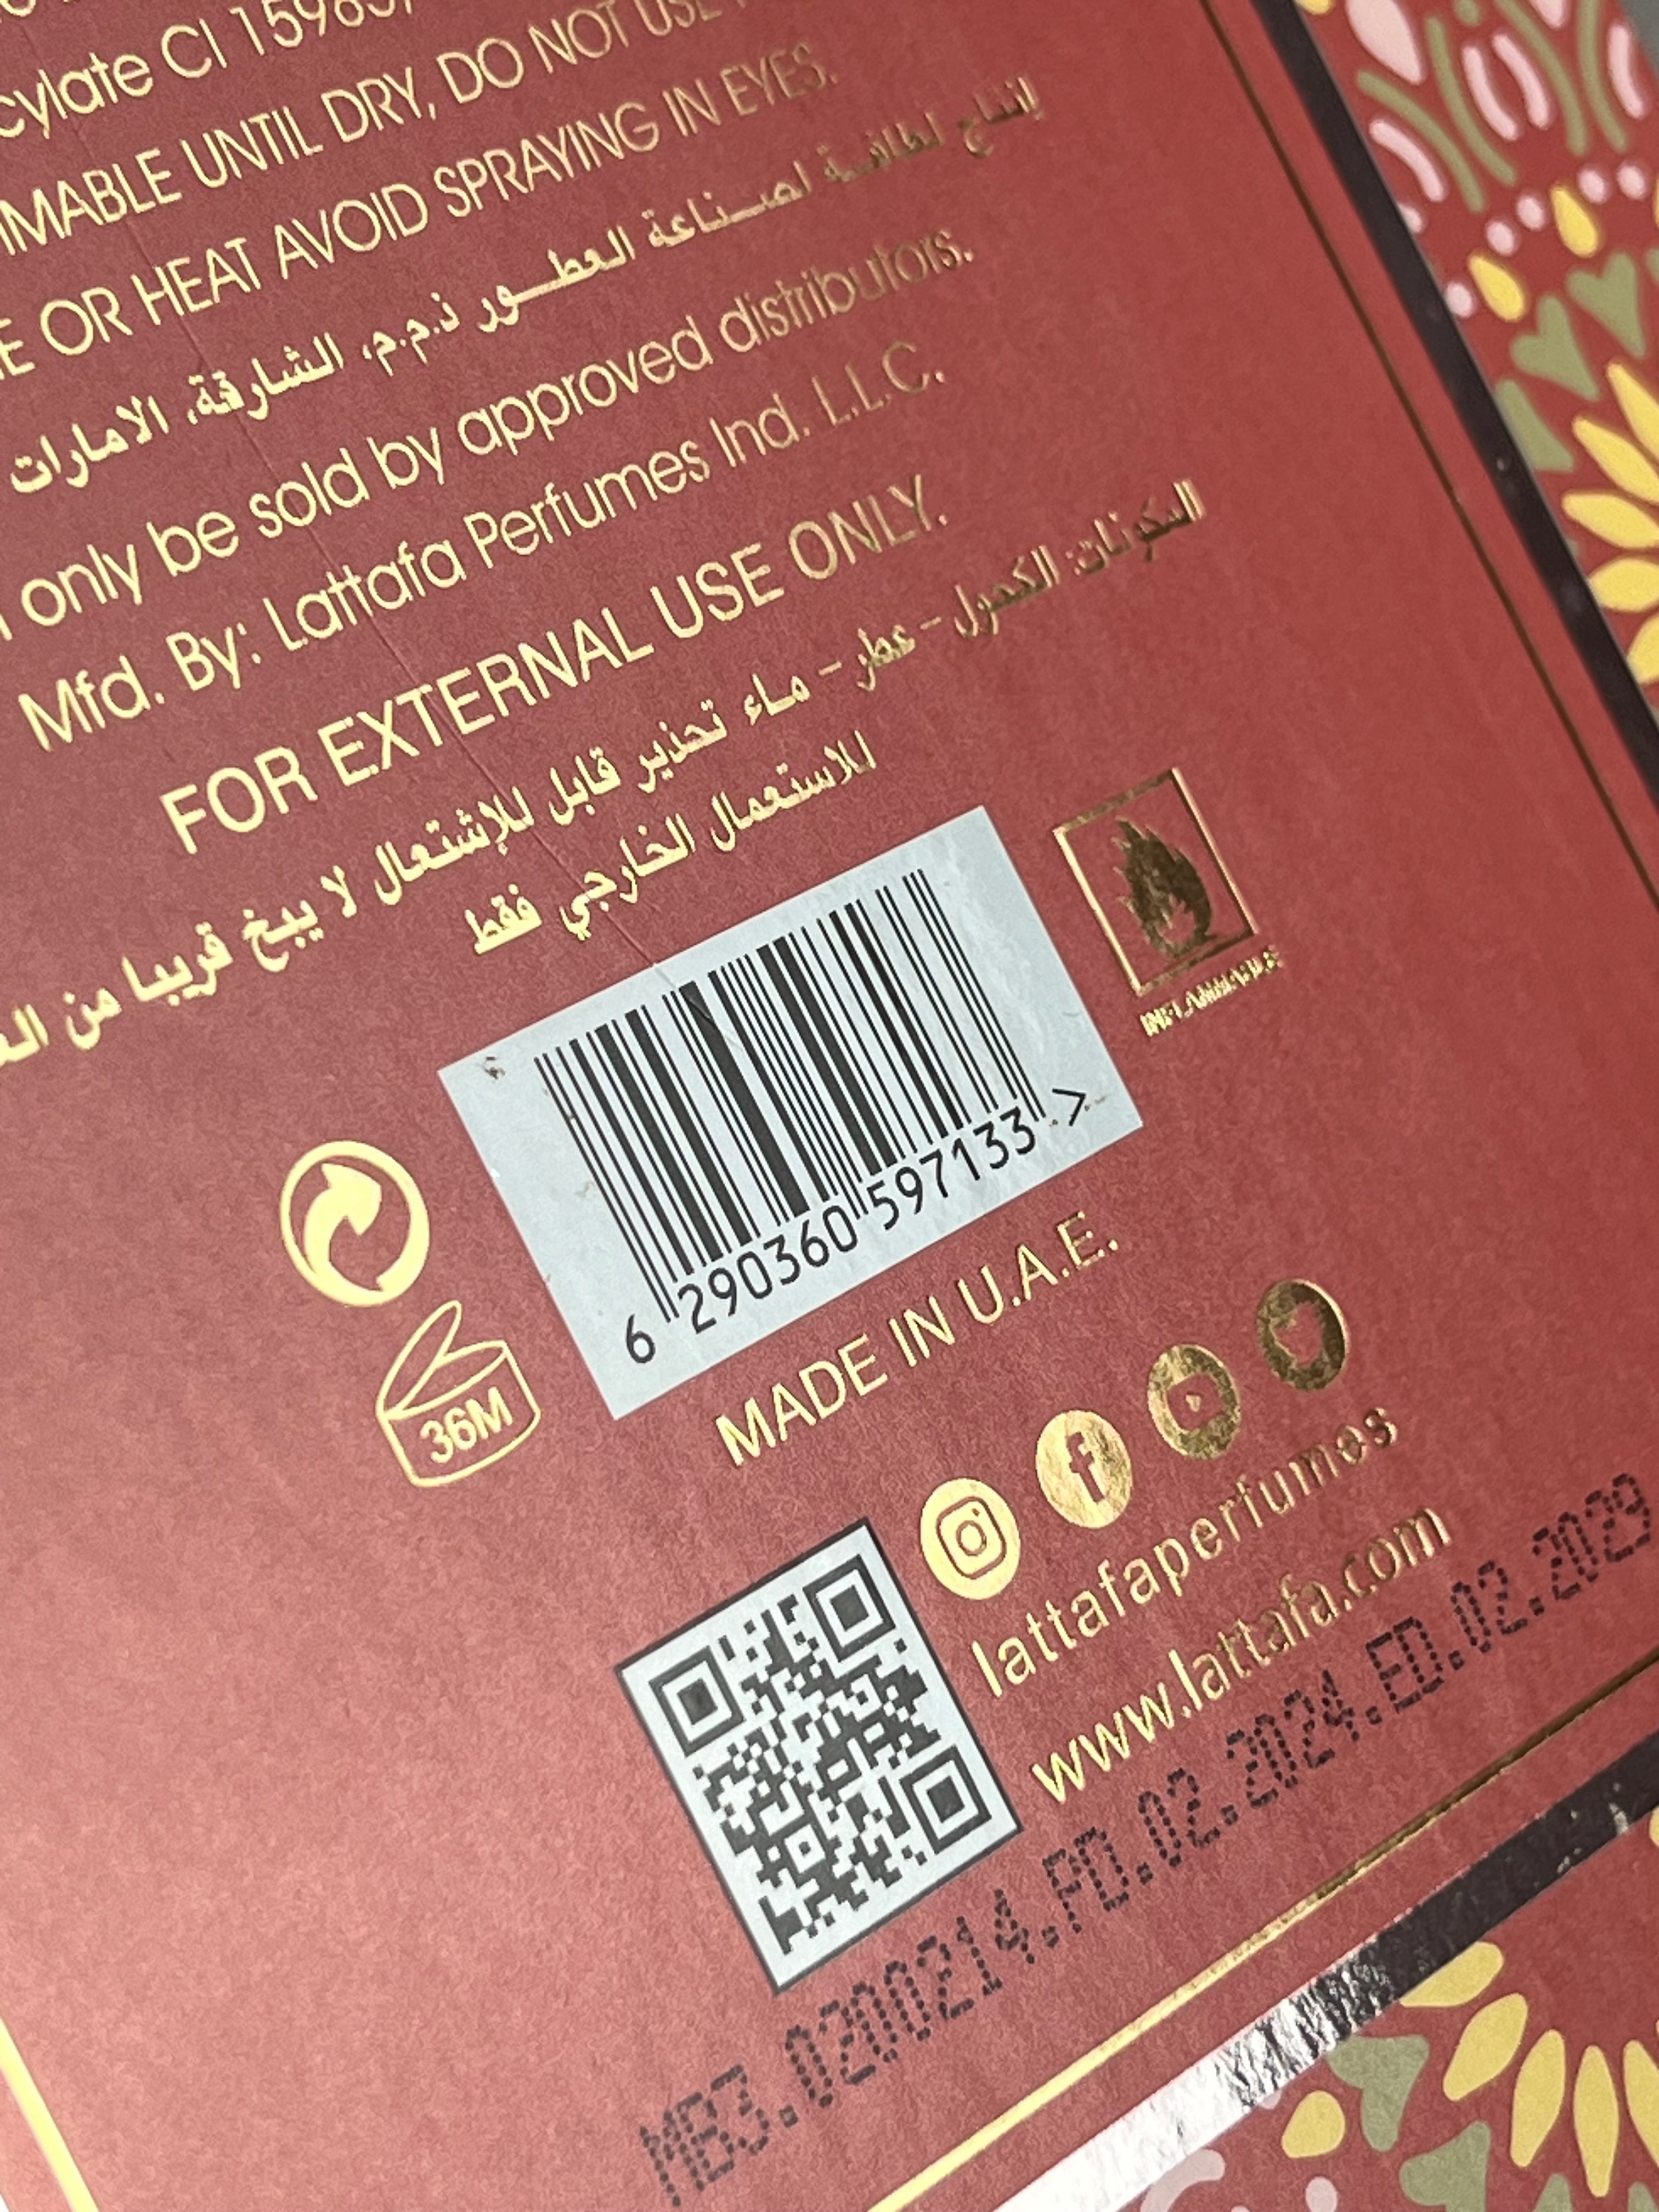 cylate CI 15985,
MABLE UNTIL DRY, DO NOT USE
E OR HEAT AVOID SPRAYING IN EYES.
إنتاج لطافة لصناعة العطور ذ.م.م، الشارقة، الامارات
only be sold by approved distributors.
Mfd. By: Lattafa Perfumes Ind. L.L.C.
FOR EXTERNAL USE ONLY.
المكونات: الكحول - عطر - ماء تحذير قابل للإشتعال لا يبخ قريبا من
للاستعمال الخارجي فقط
INFLAMMABLE
6 290360 597133 >
36M
MADE IN U.A.E.
lattafaperfumes
www.lattafa.com
MB3.0200214.PD.02.2024.ED.02.2029